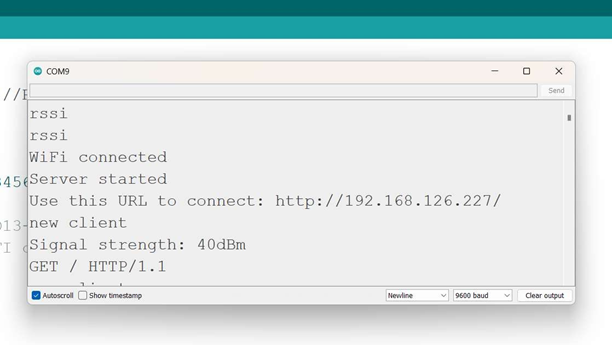 COM9
Send
//
rssi
rssi
WiFi connected
3456
Server started
Use this URL to connect: http://192.168.126.227/
new client
Signal strength: 40dBm
GET / HTTP/1.1
Autoscroll
Show timestamp
Newline
9600 baud
Clear output